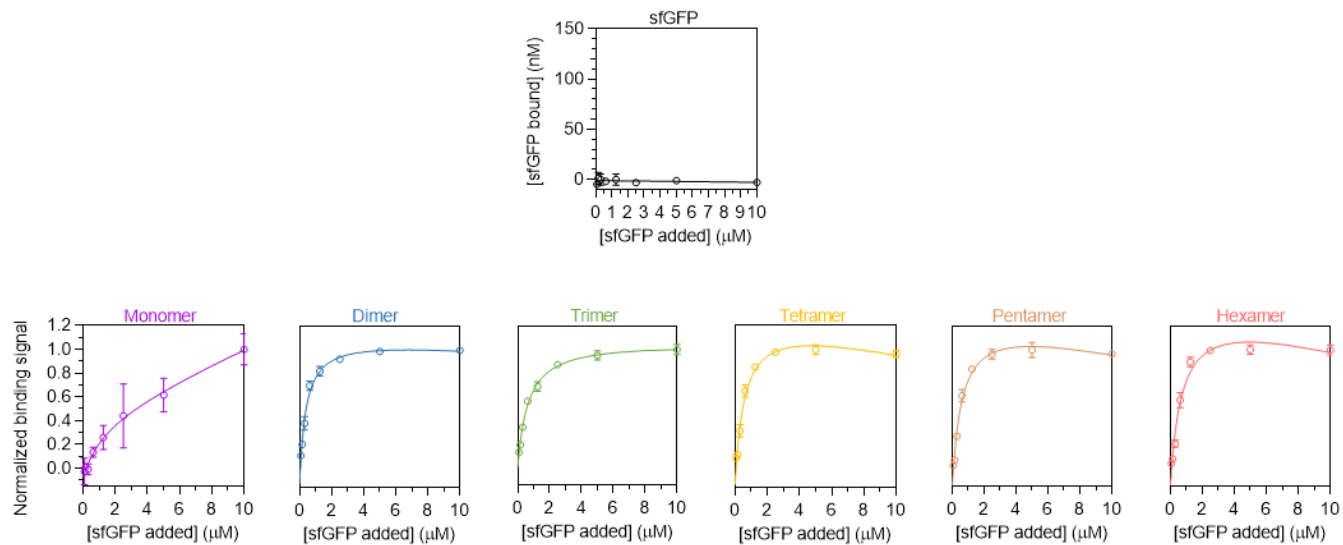 sfGFP
[sfGFP bound] (nM)
150
100
50
0
0 1 2 3 4 5 6 7 8 9 10
[sfGFP added] (μM)
Monomer Dimer Trimer Tetramer Pentamer Hexamer
Normalized binding signal
1.2
1.0
0.8
0.6
0.4
0.2
0.0
0 2 4 6 8 10 0 2 4 6 8 10 0 2 4 6 8 10 0 2 4 6 8 10 0 2 4 6 8 10 0 2 4 6 8 10
[sfGFP added] (μM) [sfGFP added] (μM) [sfGFP added] (μM) [sfGFP added] (μM) [sfGFP added] (μM) [sfGFP added] (μM)